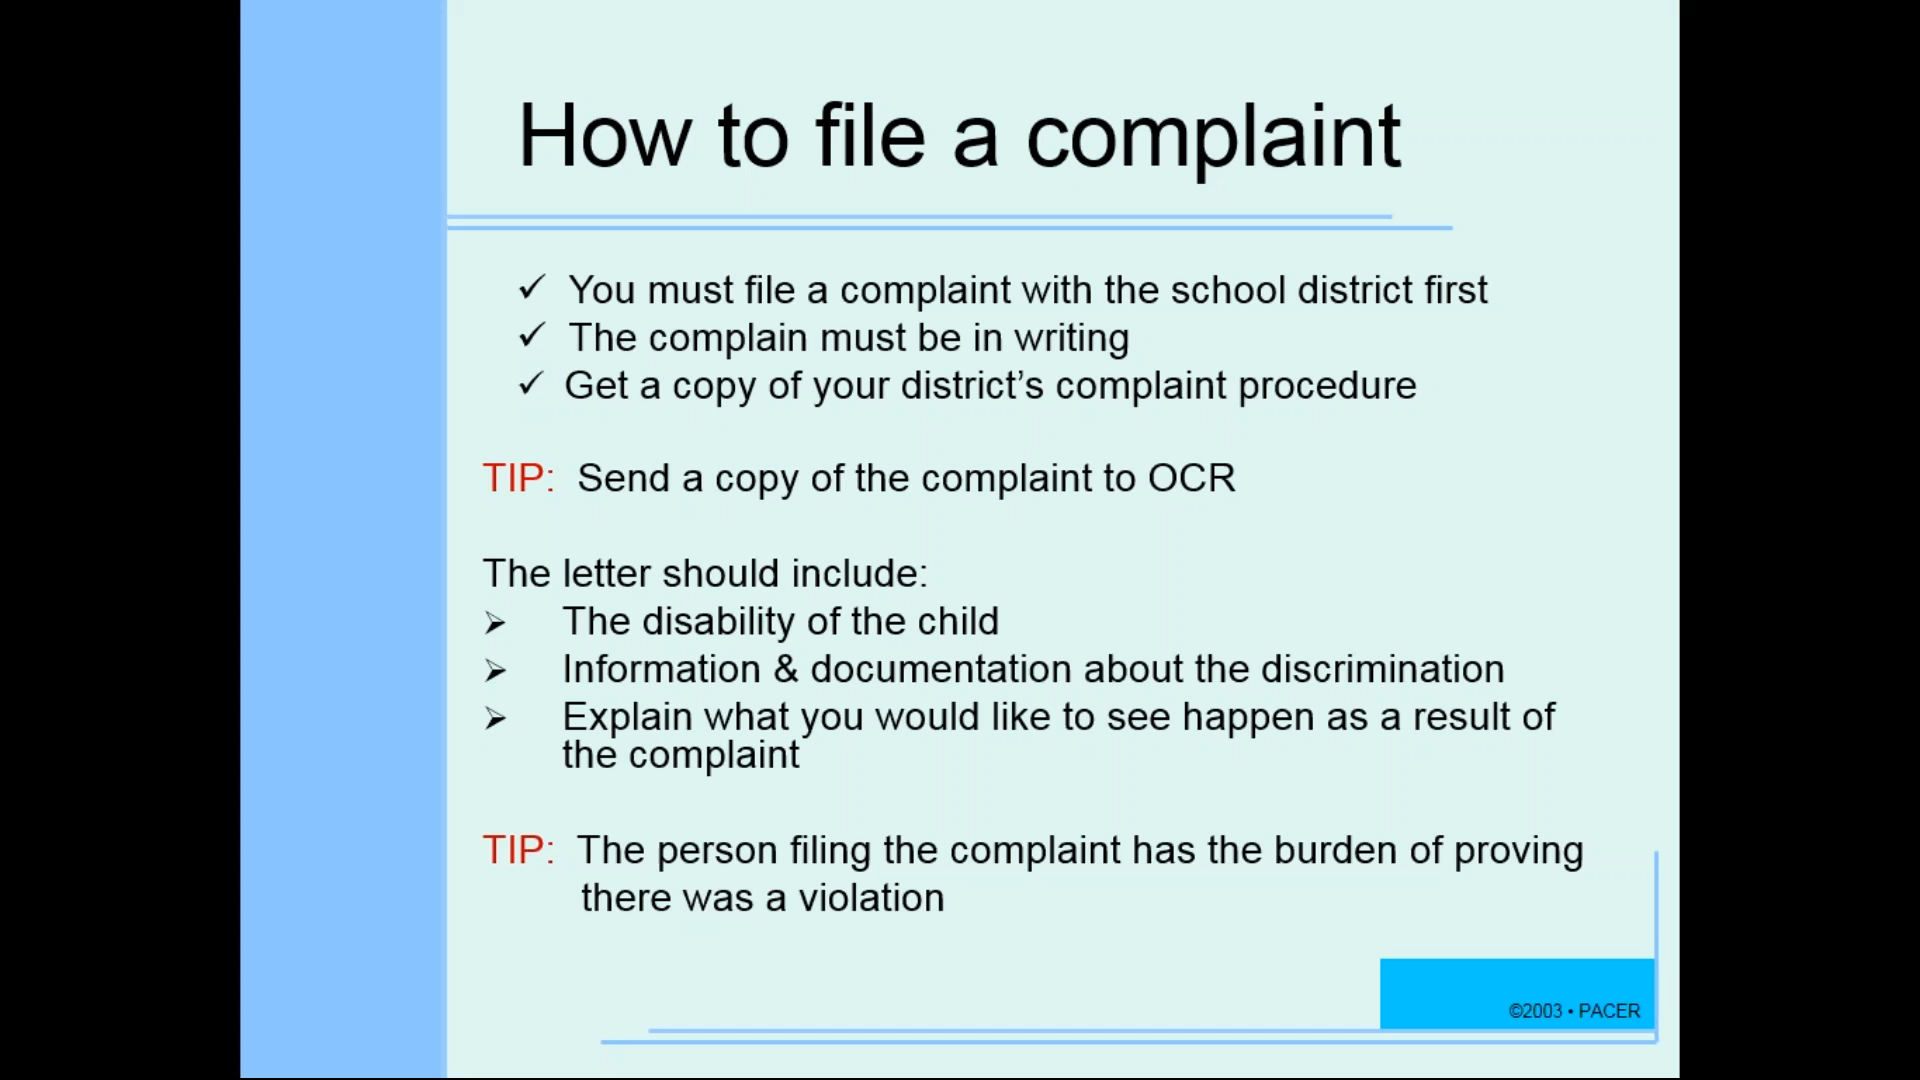 How to file a complaint
✓ You must file a complaint with the school district first
✓ The complain must be in writing
✓ Get a copy of your district’s complaint procedure
TIP: Send a copy of the complaint to OCR
The letter should include:
➢ The disability of the child
➢ Information & documentation about the discrimination
➢ Explain what you would like to see happen as a result of
the complaint
TIP: The person filing the complaint has the burden of proving
there was a violation
©2003 • PACER